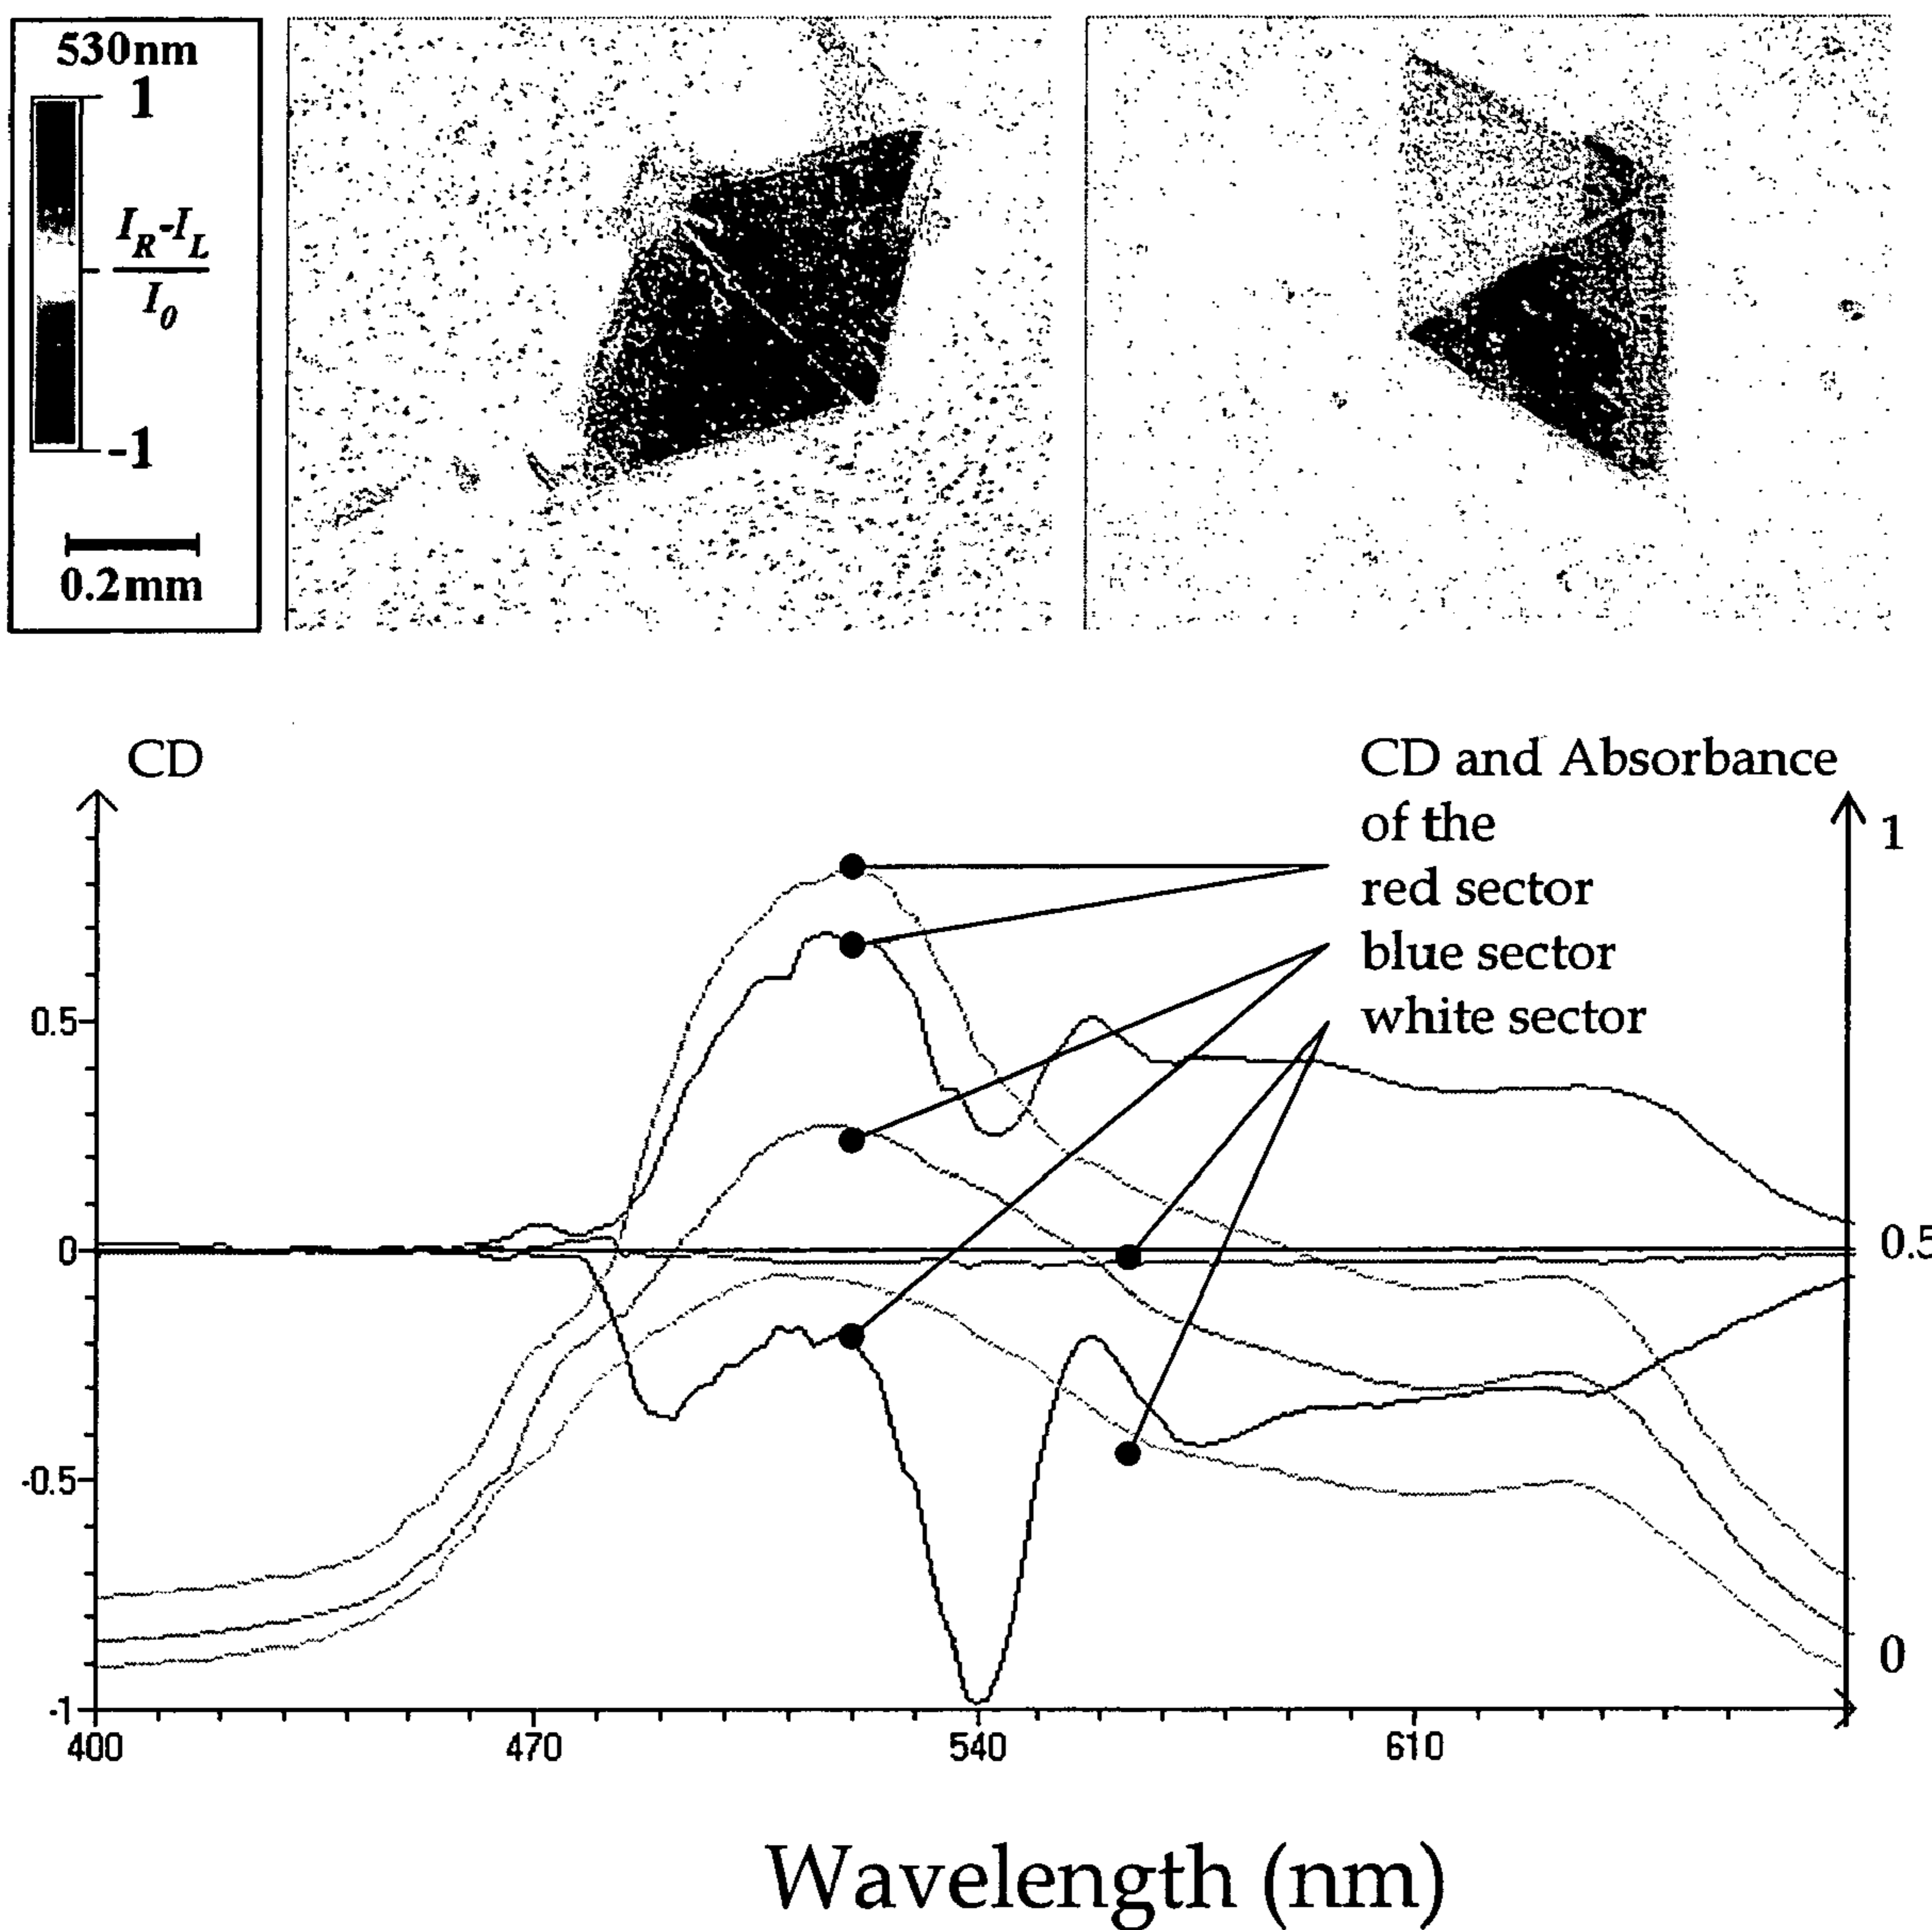 530nm
1
I_R-I_L
I_0
-1
0.2mm
CD
CD and Absorbance
of the
red sector
blue sector
white sector
1
0.5
0
-0.5
-1
0.5
0
400
470
540
610
Wavelength (nm)